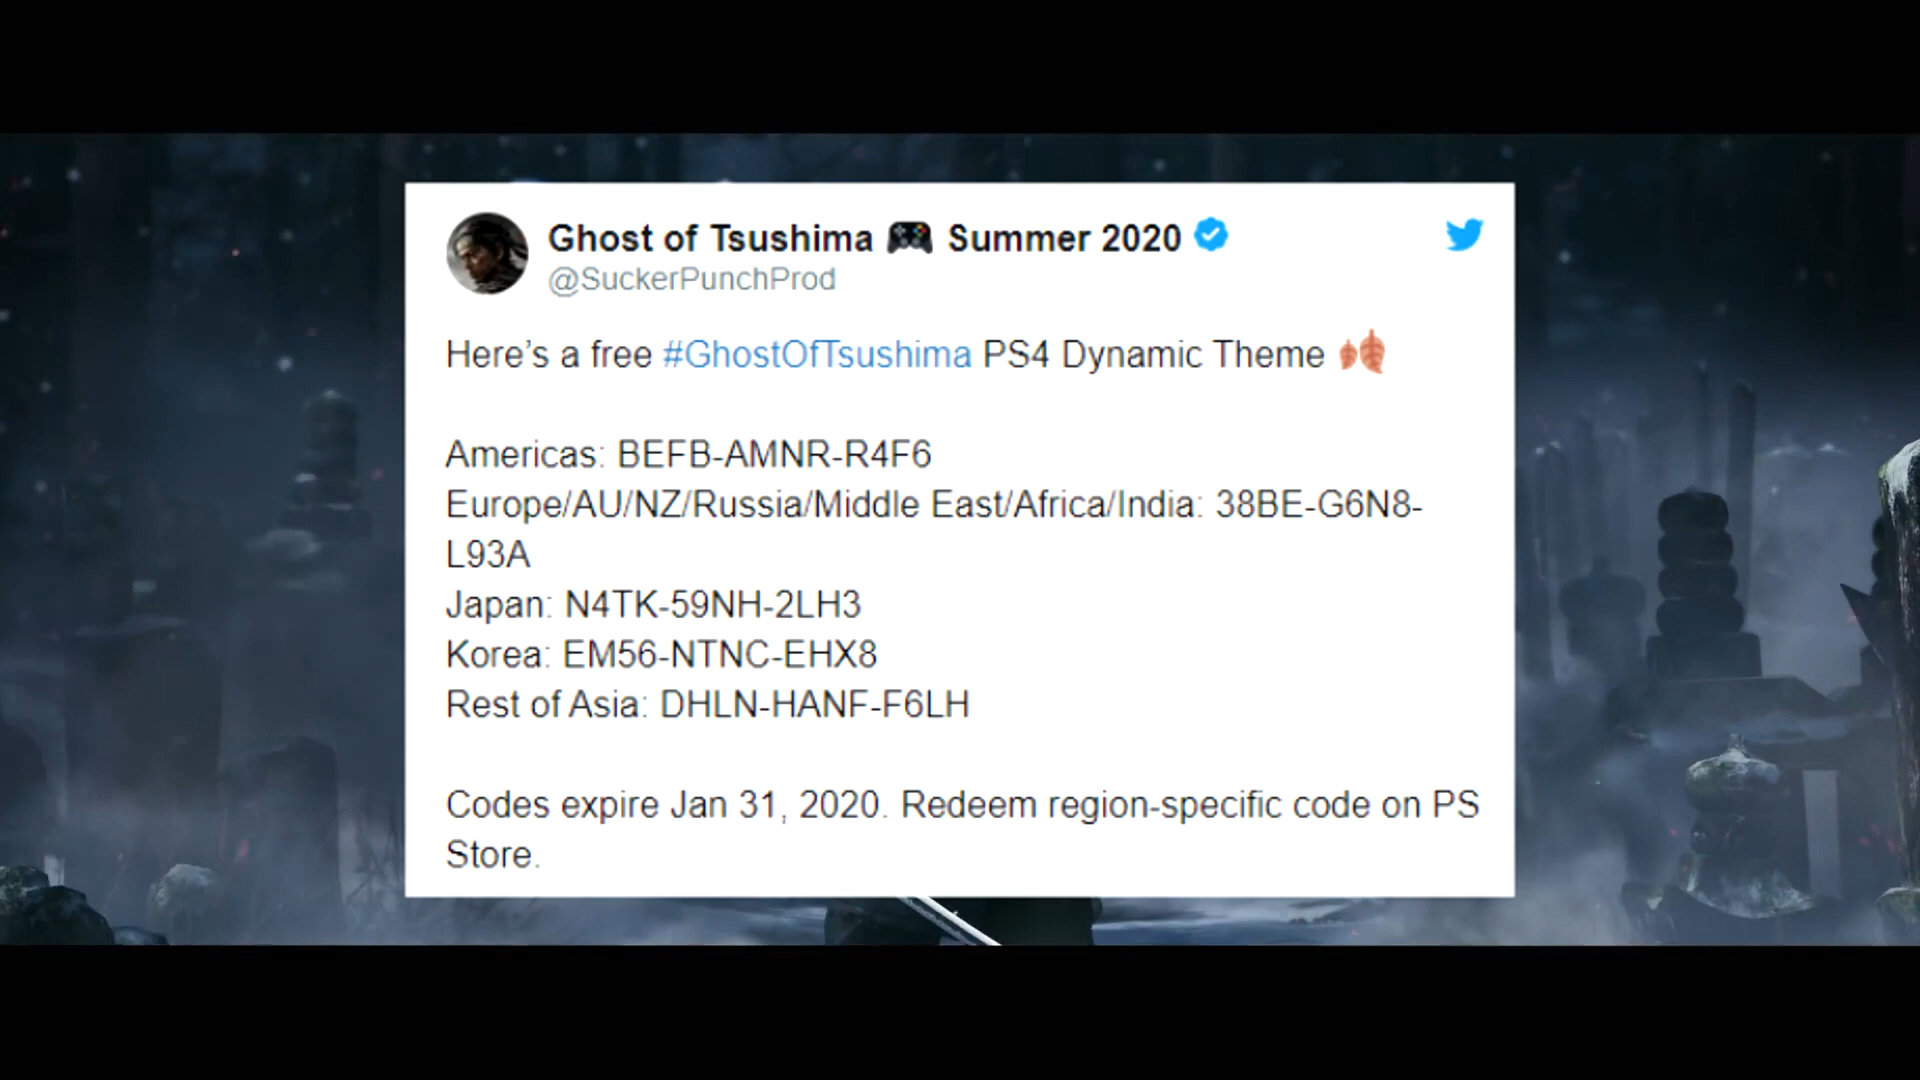 Ghost of Tsushima 🎮 Summer 2020
@SuckerPunchProd
Here’s a free #GhostOfTsushima PS4 Dynamic Theme 🍂
Americas: BEFB-AMNR-R4F6
Europe/AU/NZ/Russia/Middle East/Africa/India: 38BE-G6N8-
L93A
Japan: N4TK-59NH-2LH3
Korea: EM56-NTNC-EHX8
Rest of Asia: DHLN-HANF-F6LH
Codes expire Jan 31, 2020. Redeem region-specific code on PS
Store.